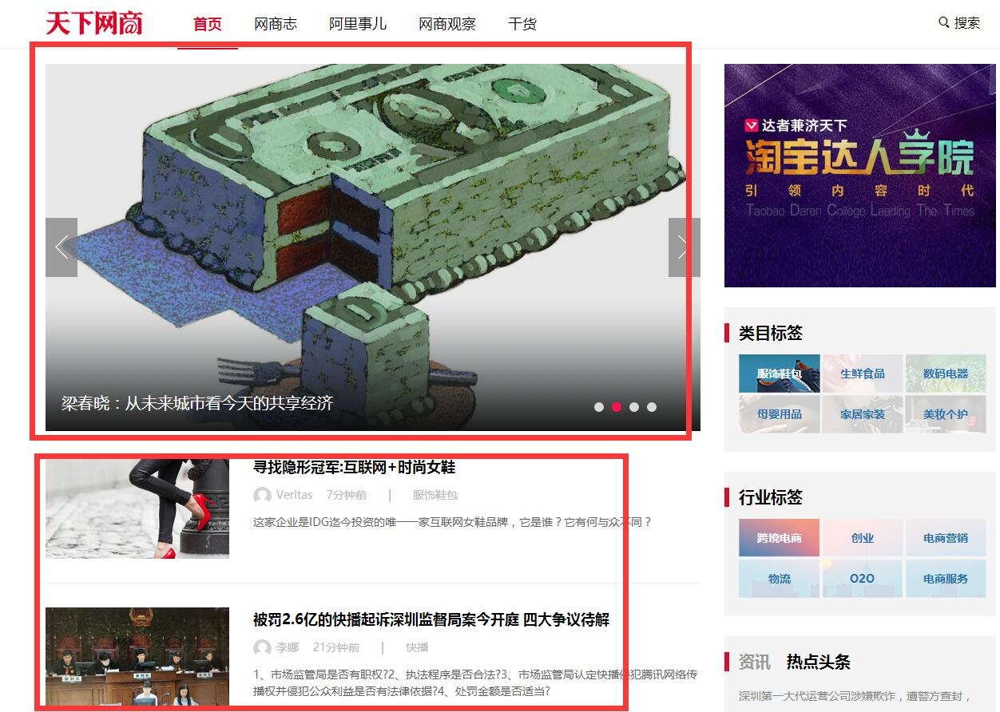 天下网商
首页 网商志 阿里事儿 网商观察 干货 搜索
梁春晓：从未来城市看今天的共享经济
寻找隐形冠军:互联网+时尚女鞋
Veritas 7分钟前 | 服饰鞋包
这家企业是IDG迄今投资的唯一一家互联网女鞋品牌，它是谁？它有何与众不同？
被罚2.6亿的快播起诉深圳监督局案今开庭 四大争议待解
李娜 21分钟前 | 快播
1、市场监管局是否有职权?2、执法程序是否合法?3、市场监管局认定快播侵犯腾讯网络传
播权并侵犯公众利益是否有法律依据?4、处罚金额是否适当?
达者兼济天下
淘宝达人学院
引领内容时代
Taobao Daren College Leading The Times
类目标签
服饰鞋包 生鲜食品 数码电器
母婴用品 家居家装 美妆个护
行业标签
跨境电商 创业 电商营销
物流 O2O 电商服务
资讯 热点头条
深圳第一大代运营公司涉嫌欺诈，遭警方查封，